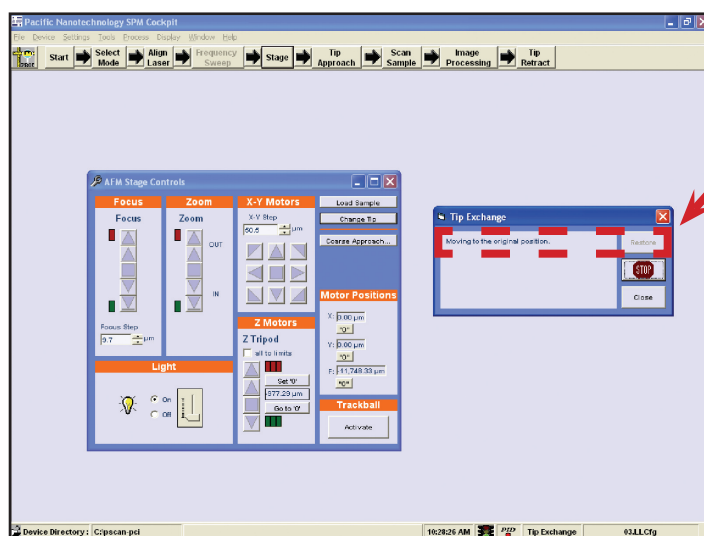 Pacific Nanotechnology SPM Cockpit
File Device Settings Tools Process Display Window Help
Start Select Mode Align Laser Frequency Sweep Stage Tip Approach Scan Sample Image Processing Tip Retract
AFM Stage Controls
Focus
Focus
Focus Step
9.7 µm
Zoom
Zoom
OUT
IN
X-Y Motors
X-Y Step
60.5 µm
Load Sample
Change Tip
Coarse Approach...
Z Motors
Z Tripod
all to limits
Set '0'
-377.29 µm
Go to '0'
Motor Positions
X: 0.00 µm
"0"
Y: 0.00 µm
"0"
F: -11,748.33 µm
"0"
Light
On
Off
Trackball
Activate
Tip Exchange
Moving to the original position.
Restore
STOP
Close
Device Directory: C:\pscan-pci
10:28:26 AM
PID
Tip Exchange
03.LLCfg